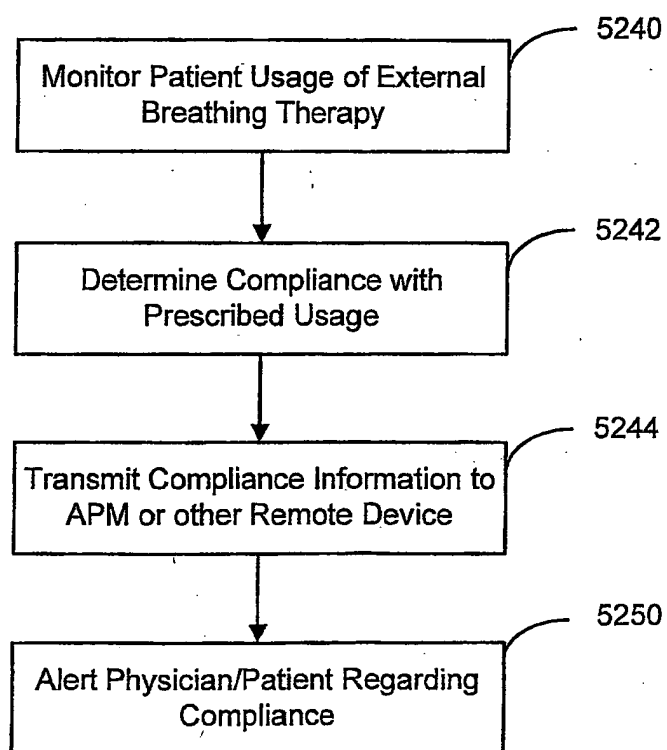 5240
Monitor Patient Usage of External
Breathing Therapy
5242
Determine Compliance with
Prescribed Usage
5244
Transmit Compliance Information to
APM or other Remote Device
5250
Alert Physician/Patient Regarding
Compliance